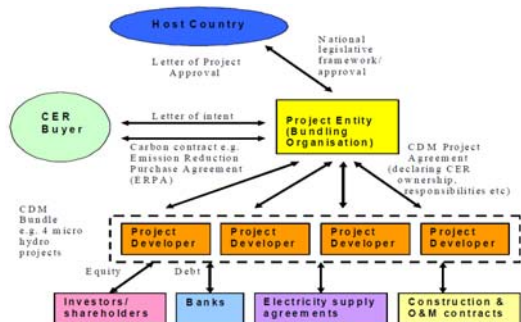 Host Country
National
legislative
framework/
approval
Letter of Project
Approval
CER
Buyer
Letter of intent
Project Entity
(Bundling
Organisation)
Carbon contract e.g.
Emission Reduction
Purchase Agreement
(ERPA)
CDM Project
Agreement
(declaring CER
ownership,
responsibilities etc)
CDM
Bundle
e.g. 4 micro
hydro
projects
Project
Developer
Project
Developer
Project
Developer
Project
Developer
Equity
Debt
Investors/
shareholders
Banks
Electricity supply
agreements
Construction &
O&M contracts